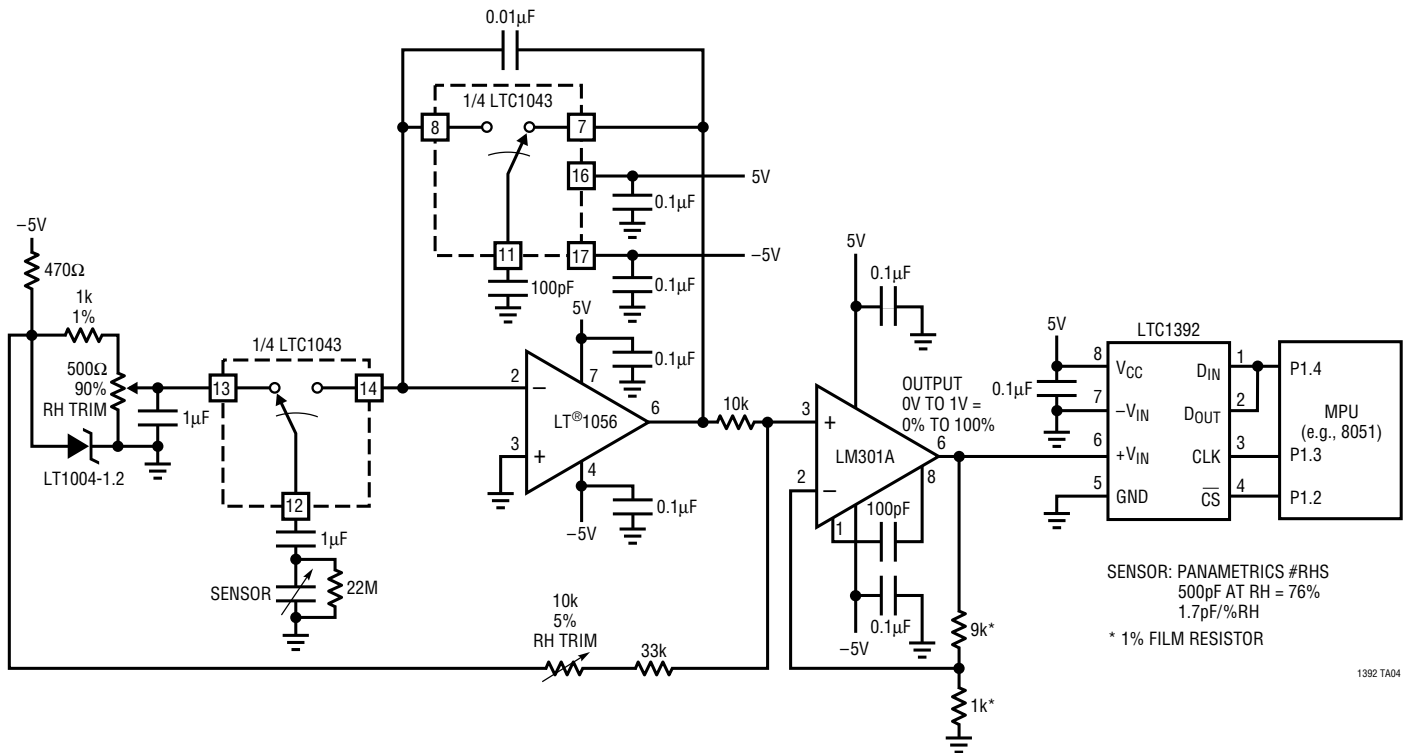 0.01µF
1/4 LTC1043
8
7
16
5V
0.1µF
11
17
−5V
100pF
0.1µF
−5V
470Ω
1k
1%
500Ω
90%
RH TRIM
1µF
LT1004-1.2
1/4 LTC1043
13
14
12
1µF
SENSOR
22M
5V
7
0.1µF
2
−
LT®1056
6
3
+
4
0.1µF
−5V
10k
10k
5%
RH TRIM
33k
5V
0.1µF
OUTPUT
0V TO 1V =
0% TO 100%
3
+
LM301A
6
2
−
8
1
100pF
0.1µF
−5V
9k*
1k*
5V
0.1µF
LTC1392
8
VCC
DIN
1
7
−VIN
DOUT
2
6
+VIN
CLK
3
5
GND
CS
4
P1.4
MPU
(e.g., 8051)
P1.3
P1.2
SENSOR: PANAMETRICS #RHS
500pF AT RH = 76%
1.7pF/%RH
* 1% FILM RESISTOR
1392 TA04